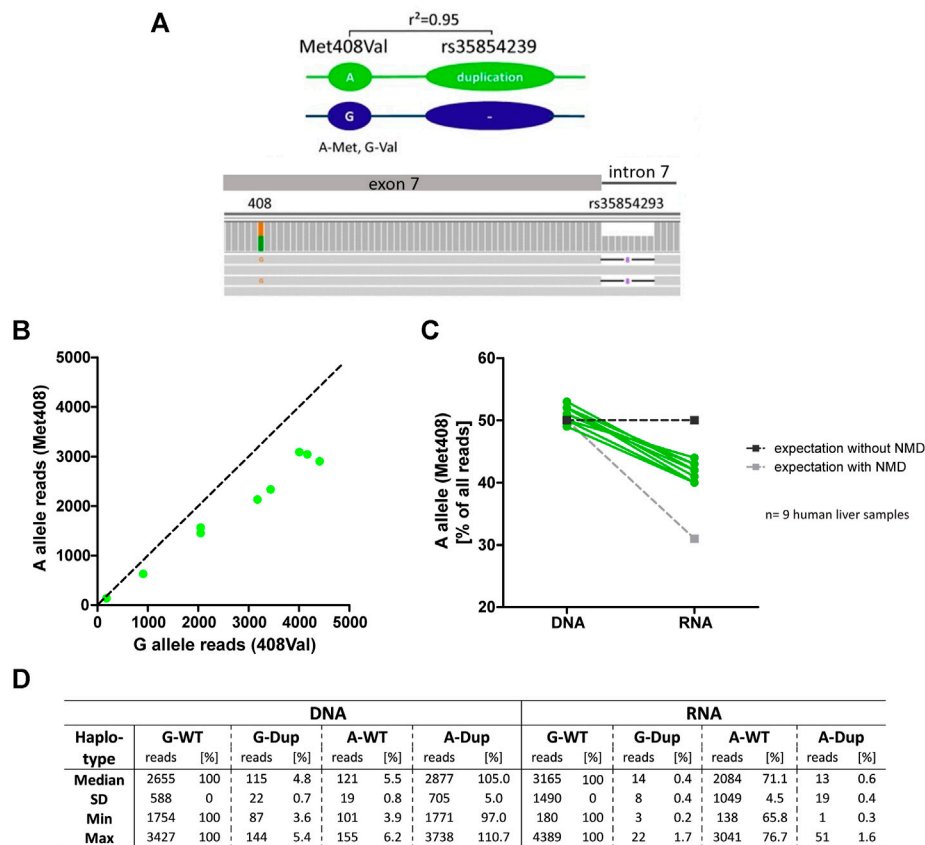 A
r²=0.95
Met408Val rs35854239
A duplication
G -
A-Met, G-Val
exon 7 intron 7
408 rs35854293
G 8
G 8
B
5000
4000
3000
2000
1000
0
0 1000 2000 3000 4000 5000
A allele reads (Met408)
G allele reads (408Val)
C
60
50
40
30
20
DNA RNA
A allele (Met408)
[% of all reads]
expectation without NMD
expectation with NMD
n= 9 human liver samples
D
DNA RNA
Haplo- G-WT G-Dup A-WT A-Dup G-WT G-Dup A-WT A-Dup
type reads [%] reads [%] reads [%] reads [%] reads [%] reads [%] reads [%] reads [%]
Median 2655 100 115 4.8 121 5.5 2877 105.0 3165 100 14 0.4 2084 71.1 13 0.6
SD 588 0 22 0.7 19 0.8 705 5.0 1490 0 8 0.4 1049 4.5 19 0.4
Min 1754 100 87 3.6 101 3.9 1771 97.0 180 100 3 0.2 138 65.8 1 0.3
Max 3427 100 144 5.4 155 6.2 3738 110.7 4389 100 22 1.7 3041 76.7 51 1.6